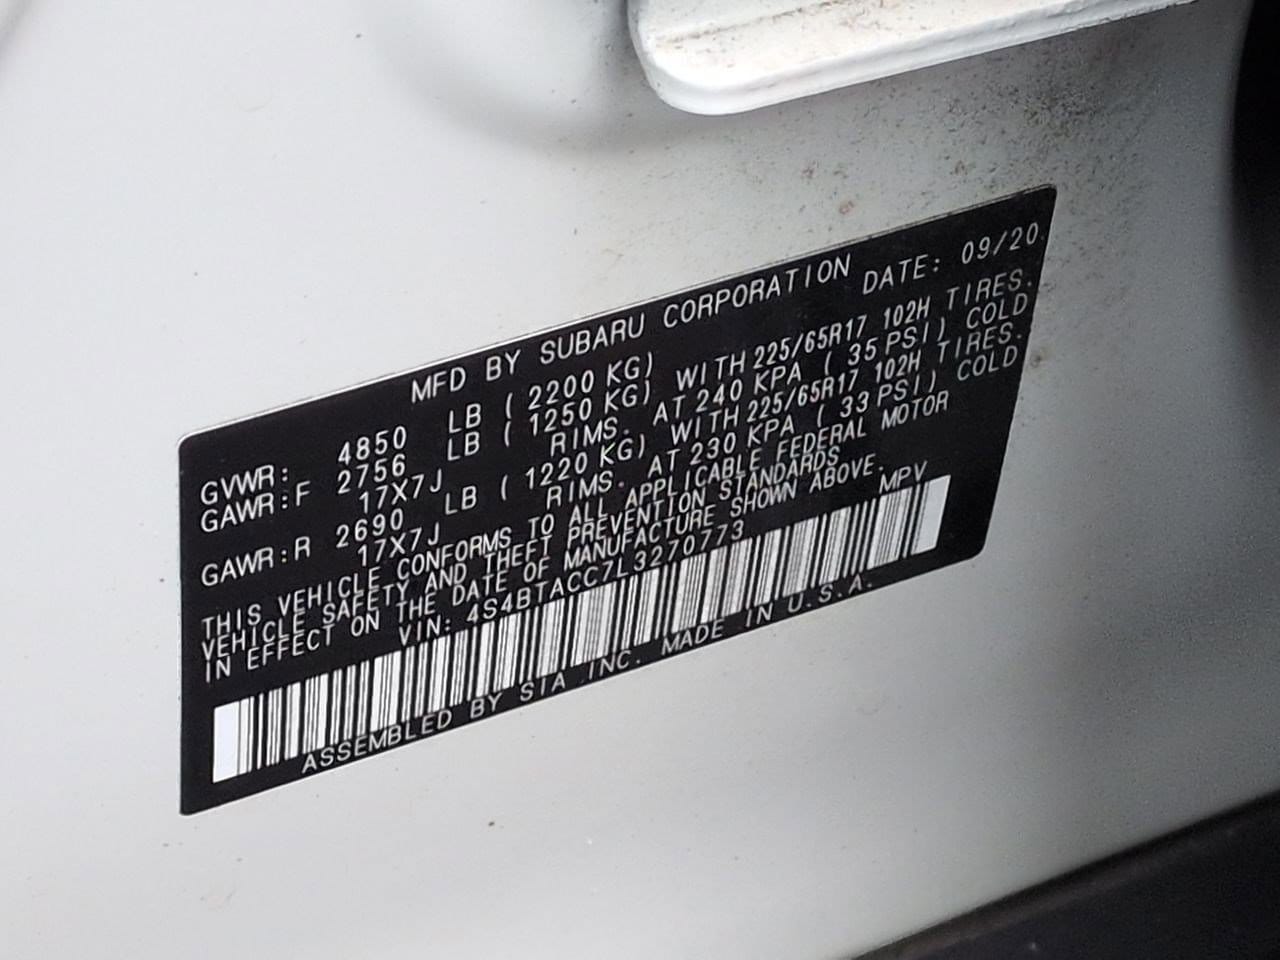 MFD BY SUBARU CORPORATION DATE: 09/20
GVWR: 4850 LB ( 2200 KG)
GAWR:F 2756 LB ( 1250 KG) WITH 225/65R17 102H TIRES.
17X7J RIMS. AT 240 KPA ( 35 PSI) COLD
GAWR:R 2690 LB ( 1220 KG) WITH 225/65R17 102H TIRES.
17X7J RIMS. AT 230 KPA ( 33 PSI) COLD
THIS VEHICLE CONFORMS TO ALL APPLICABLE FEDERAL MOTOR
VEHICLE SAFETY AND THEFT PREVENTION STANDARDS
IN EFFECT ON THE DATE OF MANUFACTURE SHOWN ABOVE.
VIN: 4S4BTACC7L3270773 MPV
ASSEMBLED BY SIA INC. MADE IN U.S.A.